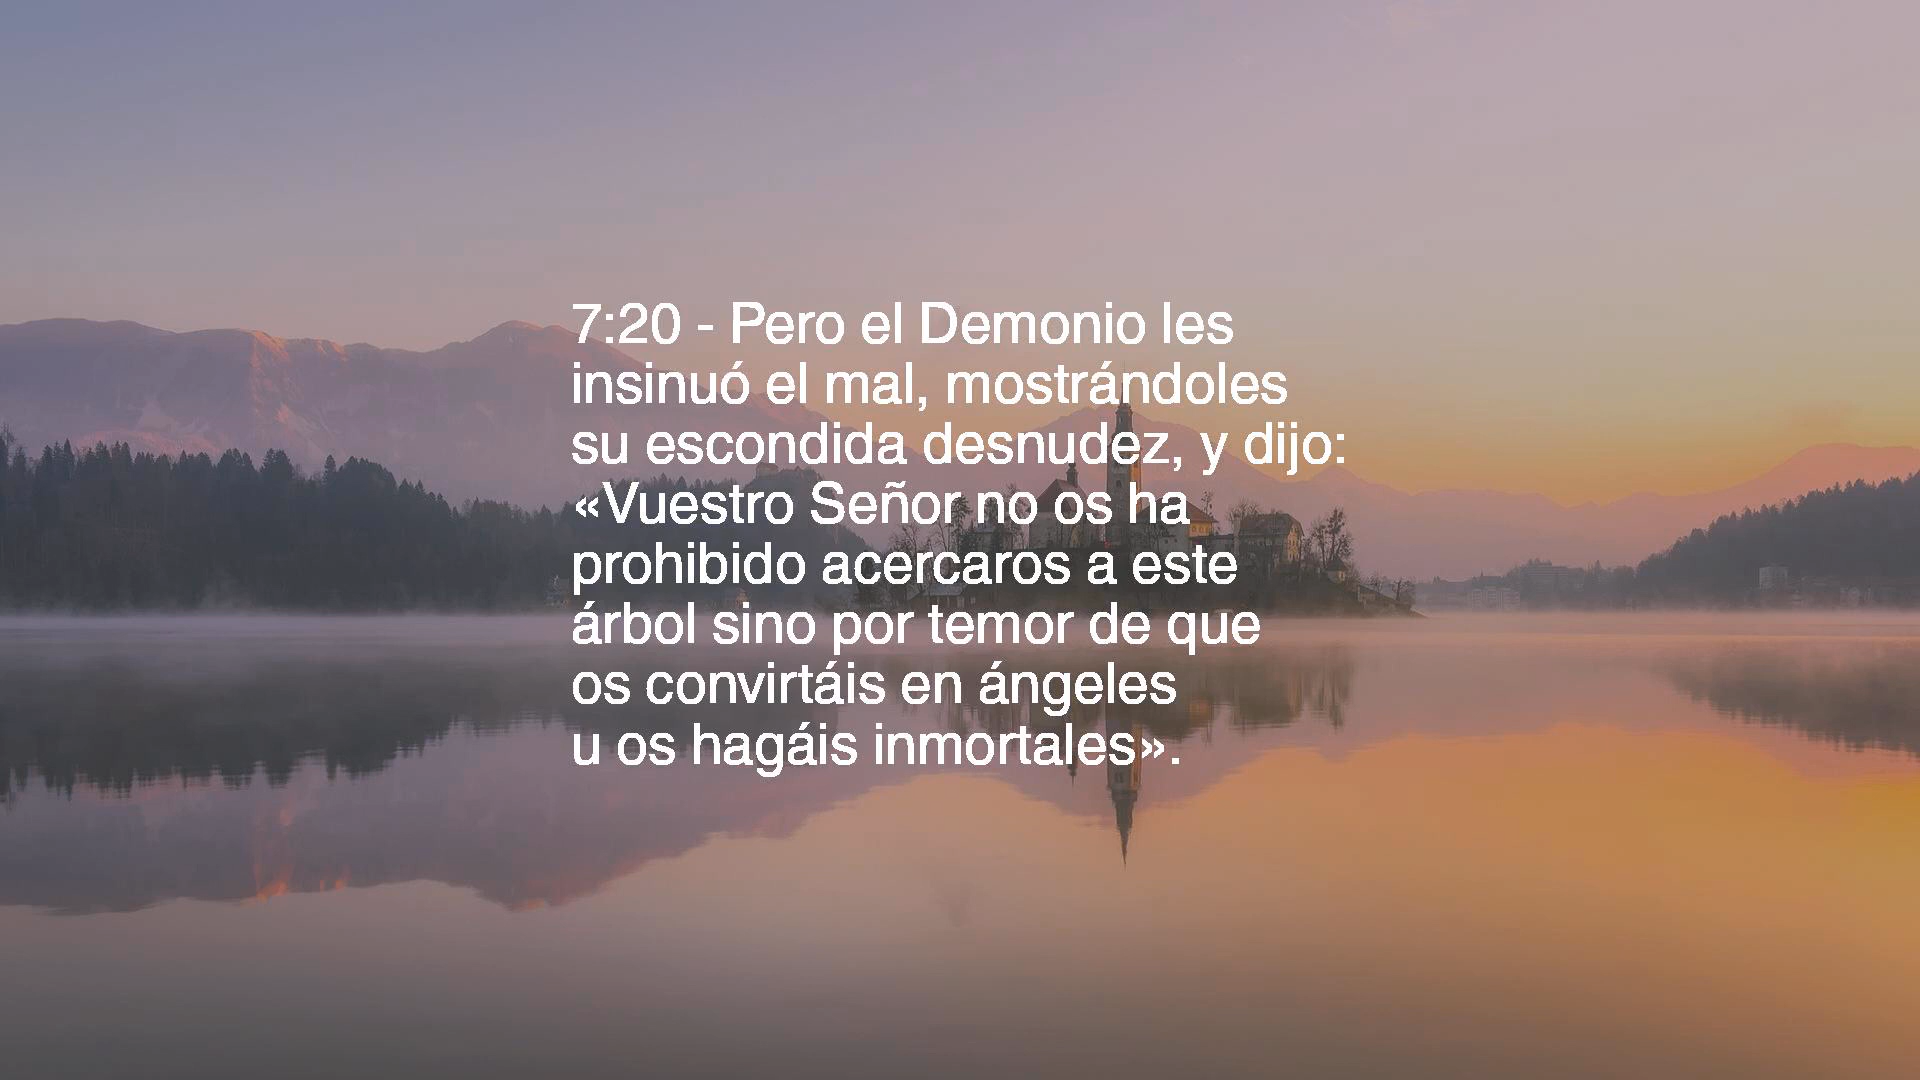 7:20 - Pero el Demonio les
insinuó el mal, mostrándoles
su escondida desnudez, y dijo:
«Vuestro Señor no os ha
prohibido acercaros a este
árbol sino por temor de que
os convirtáis en ángeles
u os hagáis inmortales».